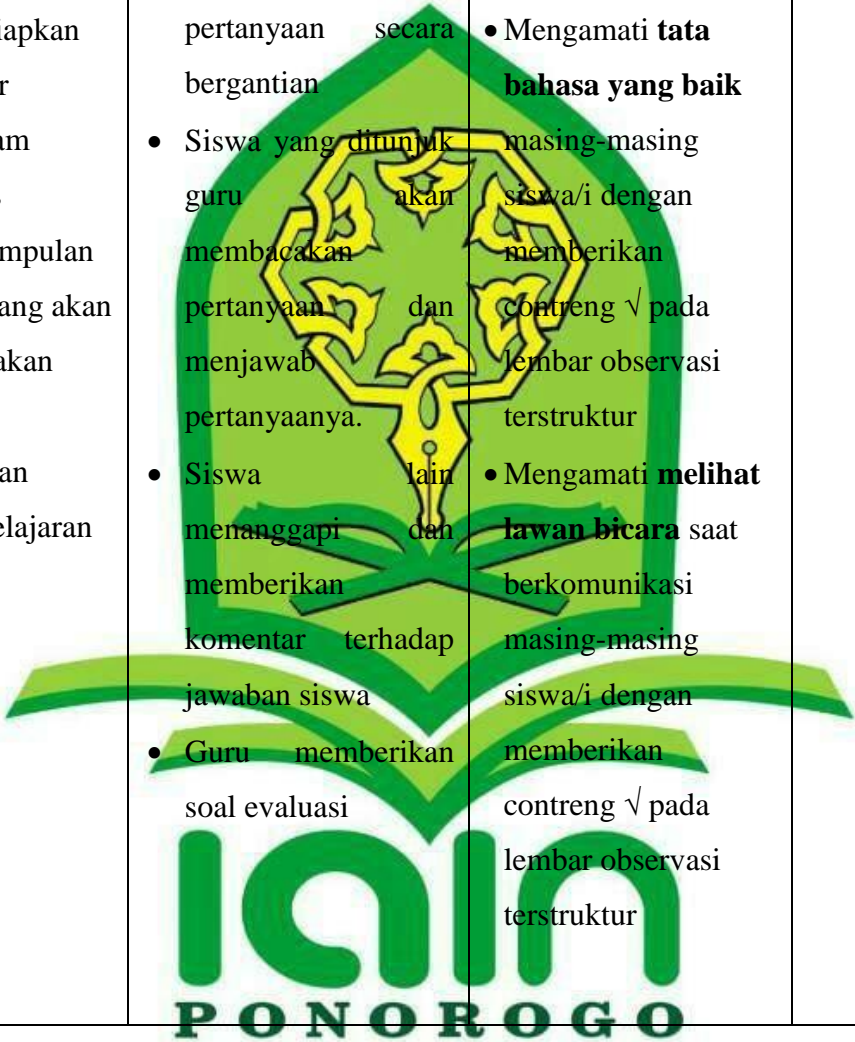 iapkan
r
am
mpulan
ang akan
akan
an
elajaran
pertanyaan secara
bergantian
• Siswa yang ditunjuk
guru akan
membacakan
pertanyaan dan
menjawab
pertanyaanya.
• Siswa lain
menanggapi dan
memberikan
komentar terhadap
jawaban siswa
• Guru memberikan
soal evaluasi
• Mengamati tata
bahasa yang baik
masing-masing
siswa/i dengan
memberikan
contreng √ pada
lembar observasi
terstruktur
• Mengamati melihat
lawan bicara saat
berkomunikasi
masing-masing
siswa/i dengan
memberikan
contreng √ pada
lembar observasi
terstruktur
iain
PONOROGO